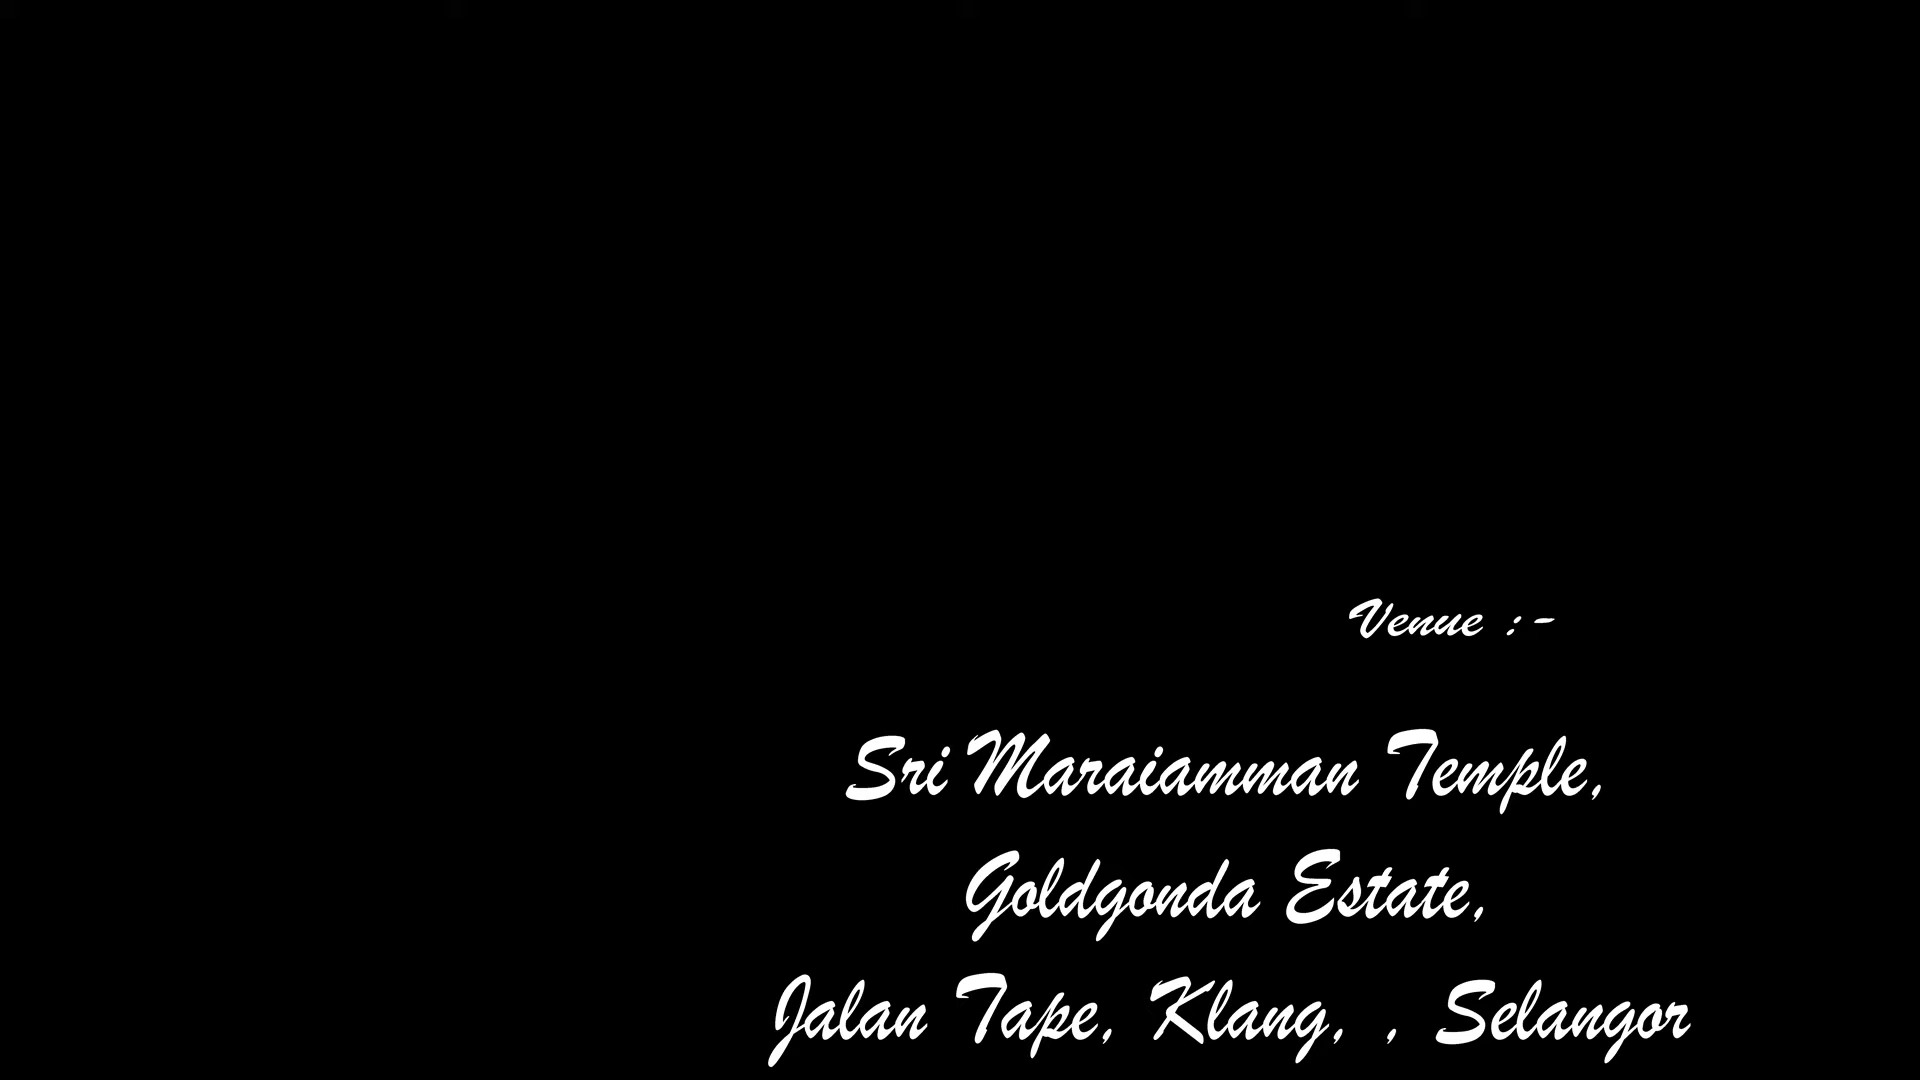 Venue :-
Sri Maraiamman Temple,
Goldgonda Estate,
Jalan Tape, Klang, , Selangor